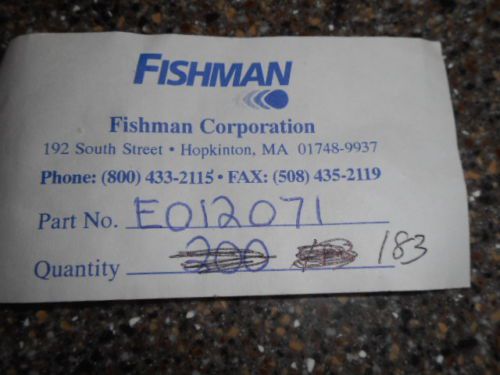 FISHMAN
Fishman Corporation
192 South Street • Hopkinton, MA 01748-9937
Phone: (800) 433-2115 • FAX: (508) 435-2119
Part No. E012071
Quantity 200 183